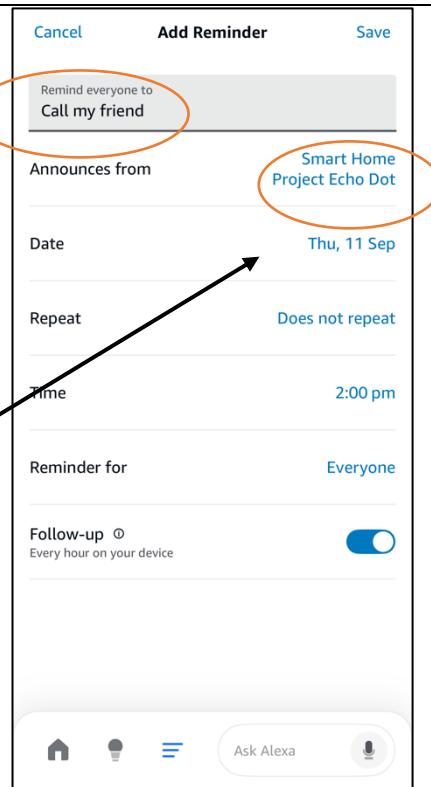 Cancel Add Reminder Save
Remind everyone to
Call my friend
Announces from Smart Home
Project Echo Dot
Date Thu, 11 Sep
Repeat Does not repeat
Time 2:00 pm
Reminder for Everyone
Follow-up
Every hour on your device
Ask Alexa